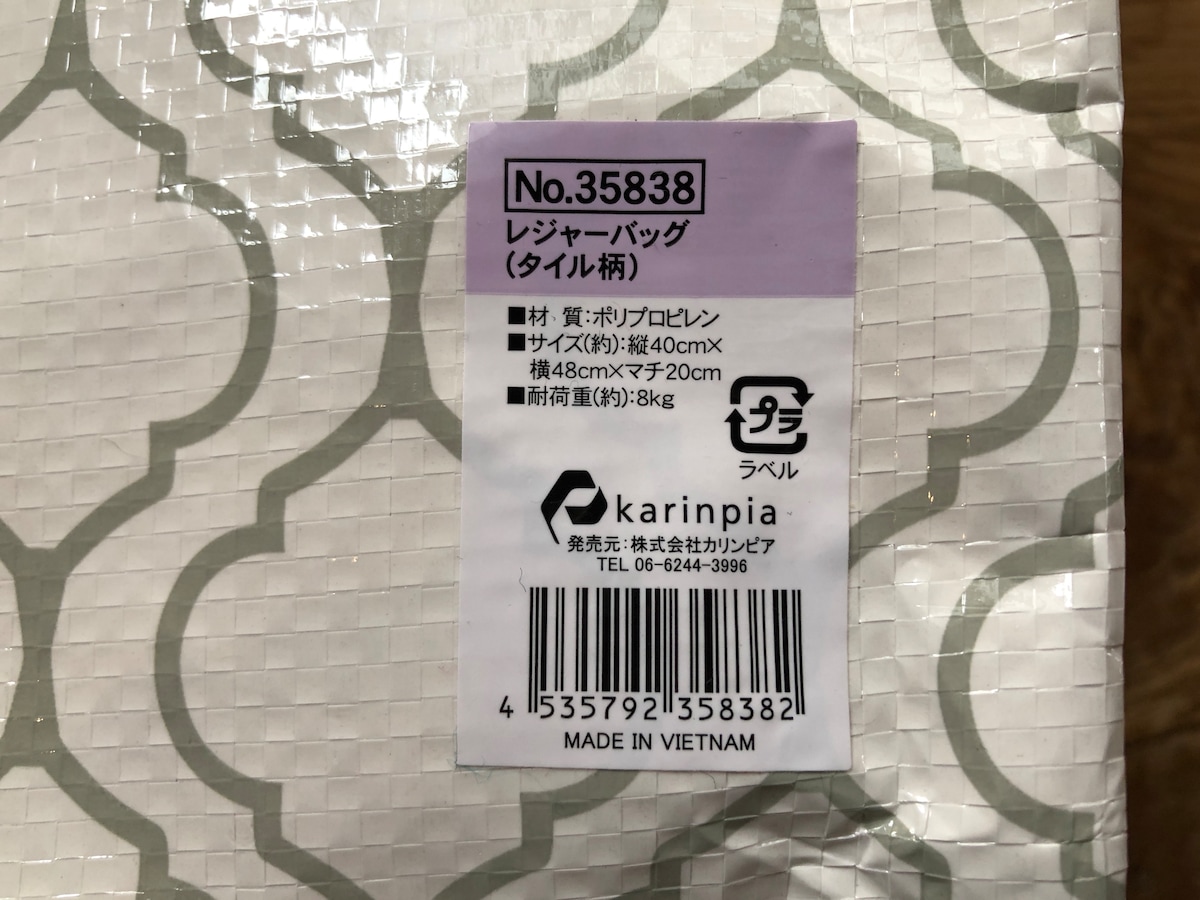 No.35838
レジャーバッグ
(タイル柄)
■材 質:ポリプロピレン
■サイズ(約):縦40cm×
横48cm×マチ20cm
■耐荷重(約):8kg
プラ
ラベル
karinpia
発売元:株式会社カリンピア
TEL 06-6244-3996
4 535792 358382
MADE IN VIETNAM